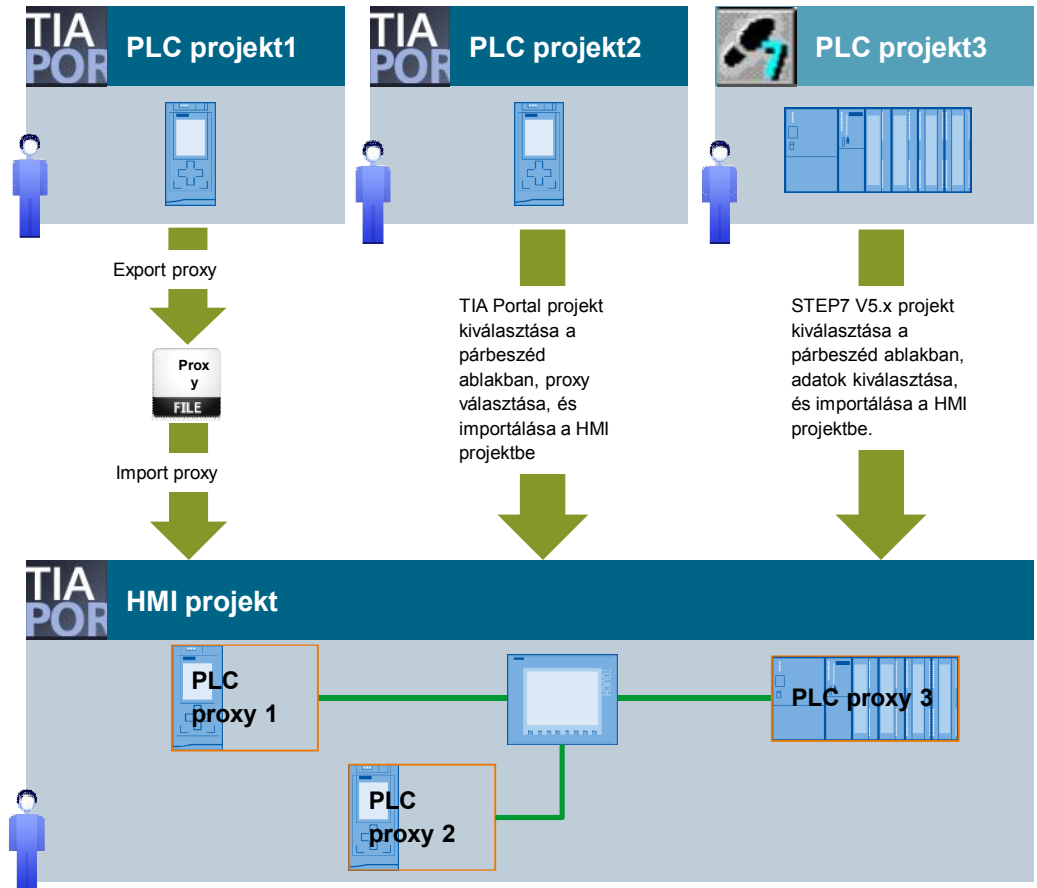 TIA
POR
PLC projekt1
TIA
POR
PLC projekt2
7
PLC projekt3
Export proxy
Prox
y
FILE
Import proxy
TIA Portal projekt
kiválasztása a
párbeszéd
ablakban, proxy
választása, és
importálása a HMI
projektbe
STEP7 V5.x projekt
kiválasztása a
párbeszéd ablakban,
adatok kiválasztása,
és importálása a HMI
projektbe.
TIA
POR
HMI projekt
PLC
proxy 1
TOUCH
PLC proxy 3
PLC
proxy 2